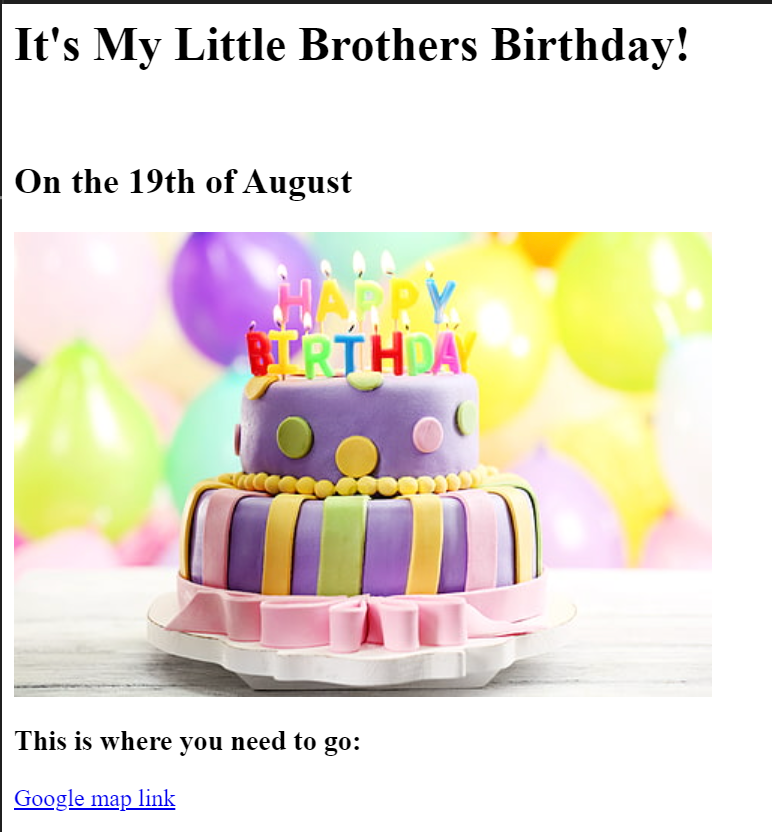 It's My Little Brothers Birthday!
On the 19th of August
HAPPY
BIRTHDAY
This is where you need to go:
Google map link